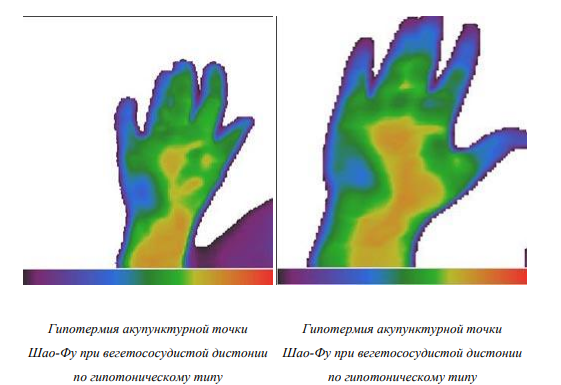 Гипотермия акупунктурной точки
Шао-Фу при вегетососудистой дистонии
по гипотоническому типу
Гипотермия акупунктурной точки
Шао-Фу при вегетососудистой дистонии
по гипотоническому типу